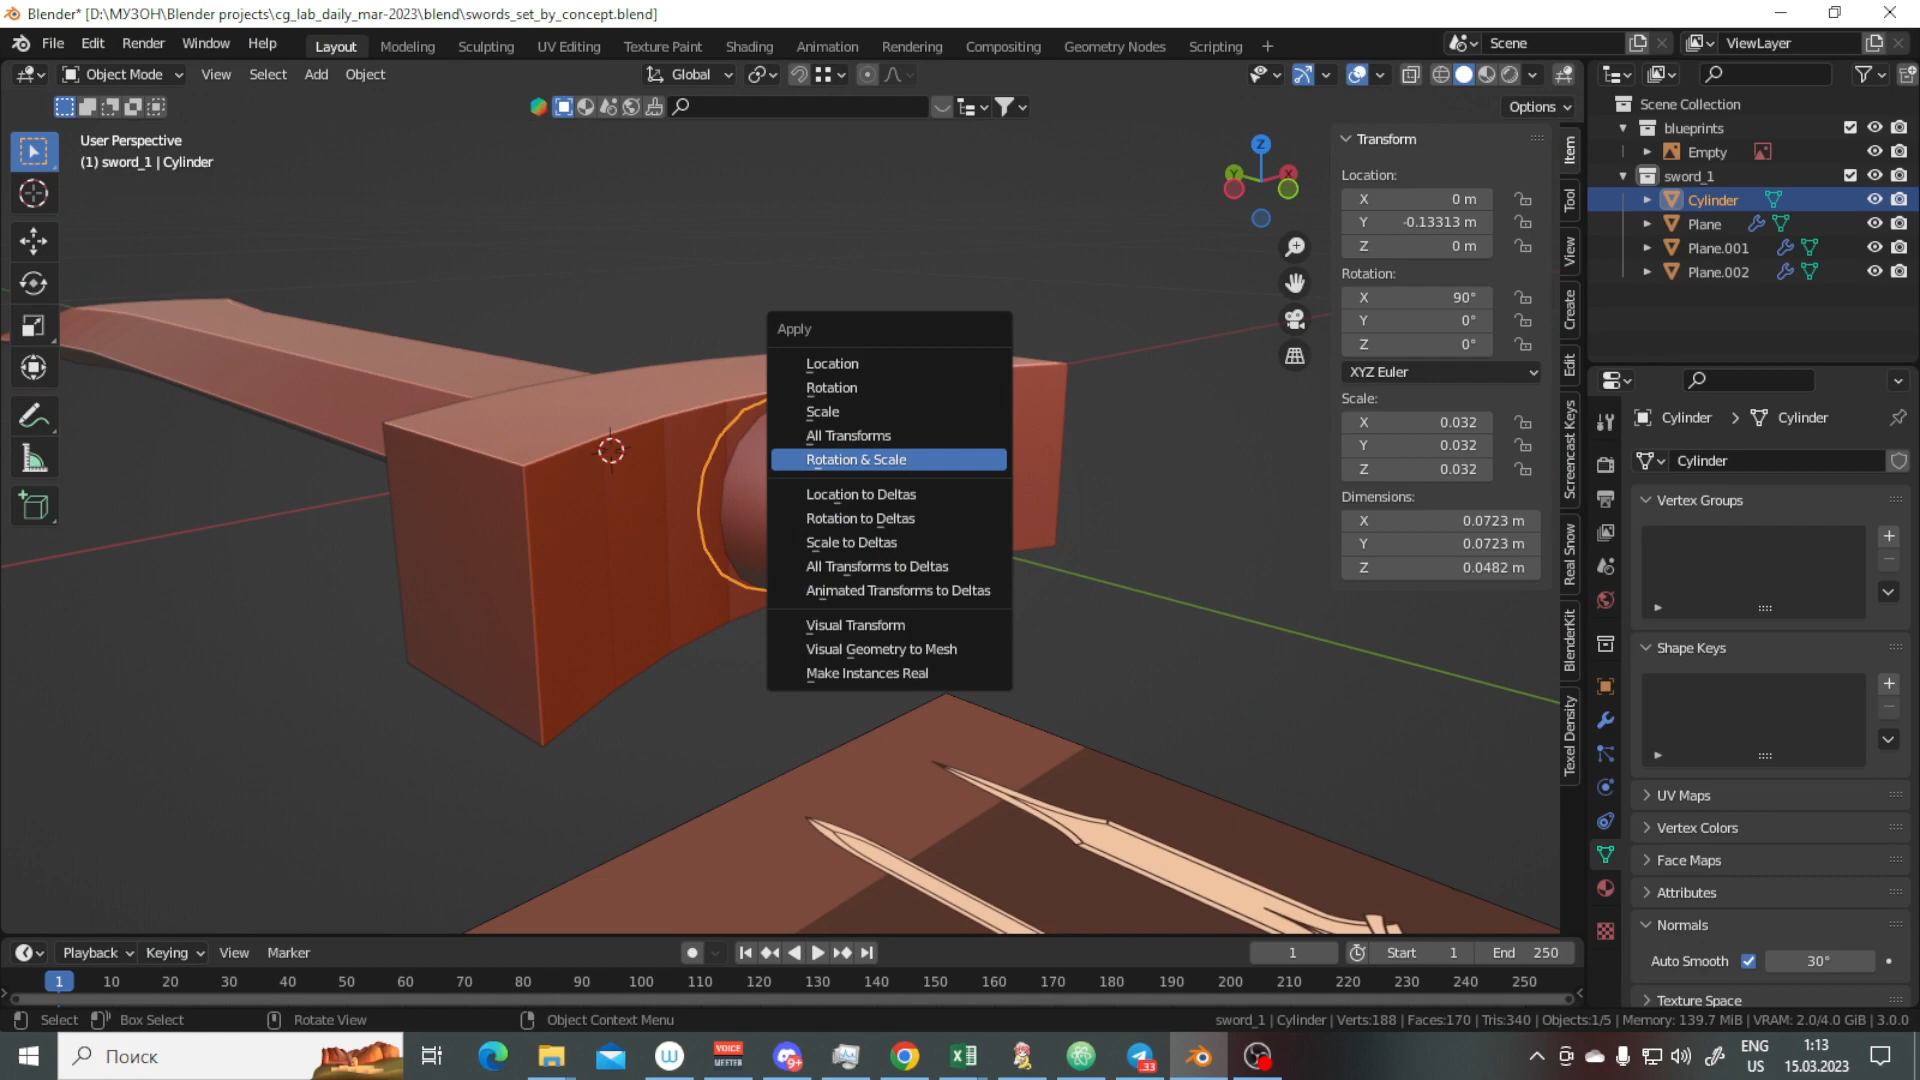 Blender* [D:\МУЗОН\Blender projects\cg_lab_daily_mar-2023\blend\swords_set_by_concept.blend]
File Edit Render Window Help Layout Modeling Sculpting UV Editing Texture Paint Shading Animation Rendering Compositing Geometry Nodes Scripting + Scene ViewLayer
Object Mode View Select Add Object Global
Options
User Perspective
(1) sword_1 | Cylinder
Z
Y
X
Transform
Location:
X 0 m
Y -0.13313 m
Z 0 m
Rotation:
X 90°
Y 0°
Z 0°
XYZ Euler
Scale:
X 0.032
Y 0.032
Z 0.032
Dimensions:
X 0.0723 m
Y 0.0723 m
Z 0.0482 m
Item
Tool
View
Create
Edit
Screencast Keys
Real Snow
BlenderKit
Texel Density
Apply
Location
Rotation
Scale
All Transforms
Rotation & Scale
Location to Deltas
Rotation to Deltas
Scale to Deltas
All Transforms to Deltas
Animated Transforms to Deltas
Visual Transform
Visual Geometry to Mesh
Make Instances Real
Scene Collection
blueprints
Empty
sword_1
Cylinder
Plane
Plane.001
Plane.002
Cylinder > Cylinder
Cylinder
Vertex Groups
Shape Keys
UV Maps
Vertex Colors
Face Maps
Attributes
Normals
Auto Smooth 30°
Texture Space
Playback Keying View Marker 1 Start 1 End 250
1 10 20 30 40 50 60 70 80 90 100 110 120 130 140 150 160 170 180 190 200 210 220 230 240 250
Select Box Select Rotate View Object Context Menu sword_1 | Cylinder | Verts:188 | Faces:170 | Tris:340 | Objects:1/5 | Memory: 139.7 MiB | VRAM: 2.0/4.0 GiB | 3.0.0
Поиск
VOICE
MEETER
9+
33
ENG
US
1:13
15.03.2023